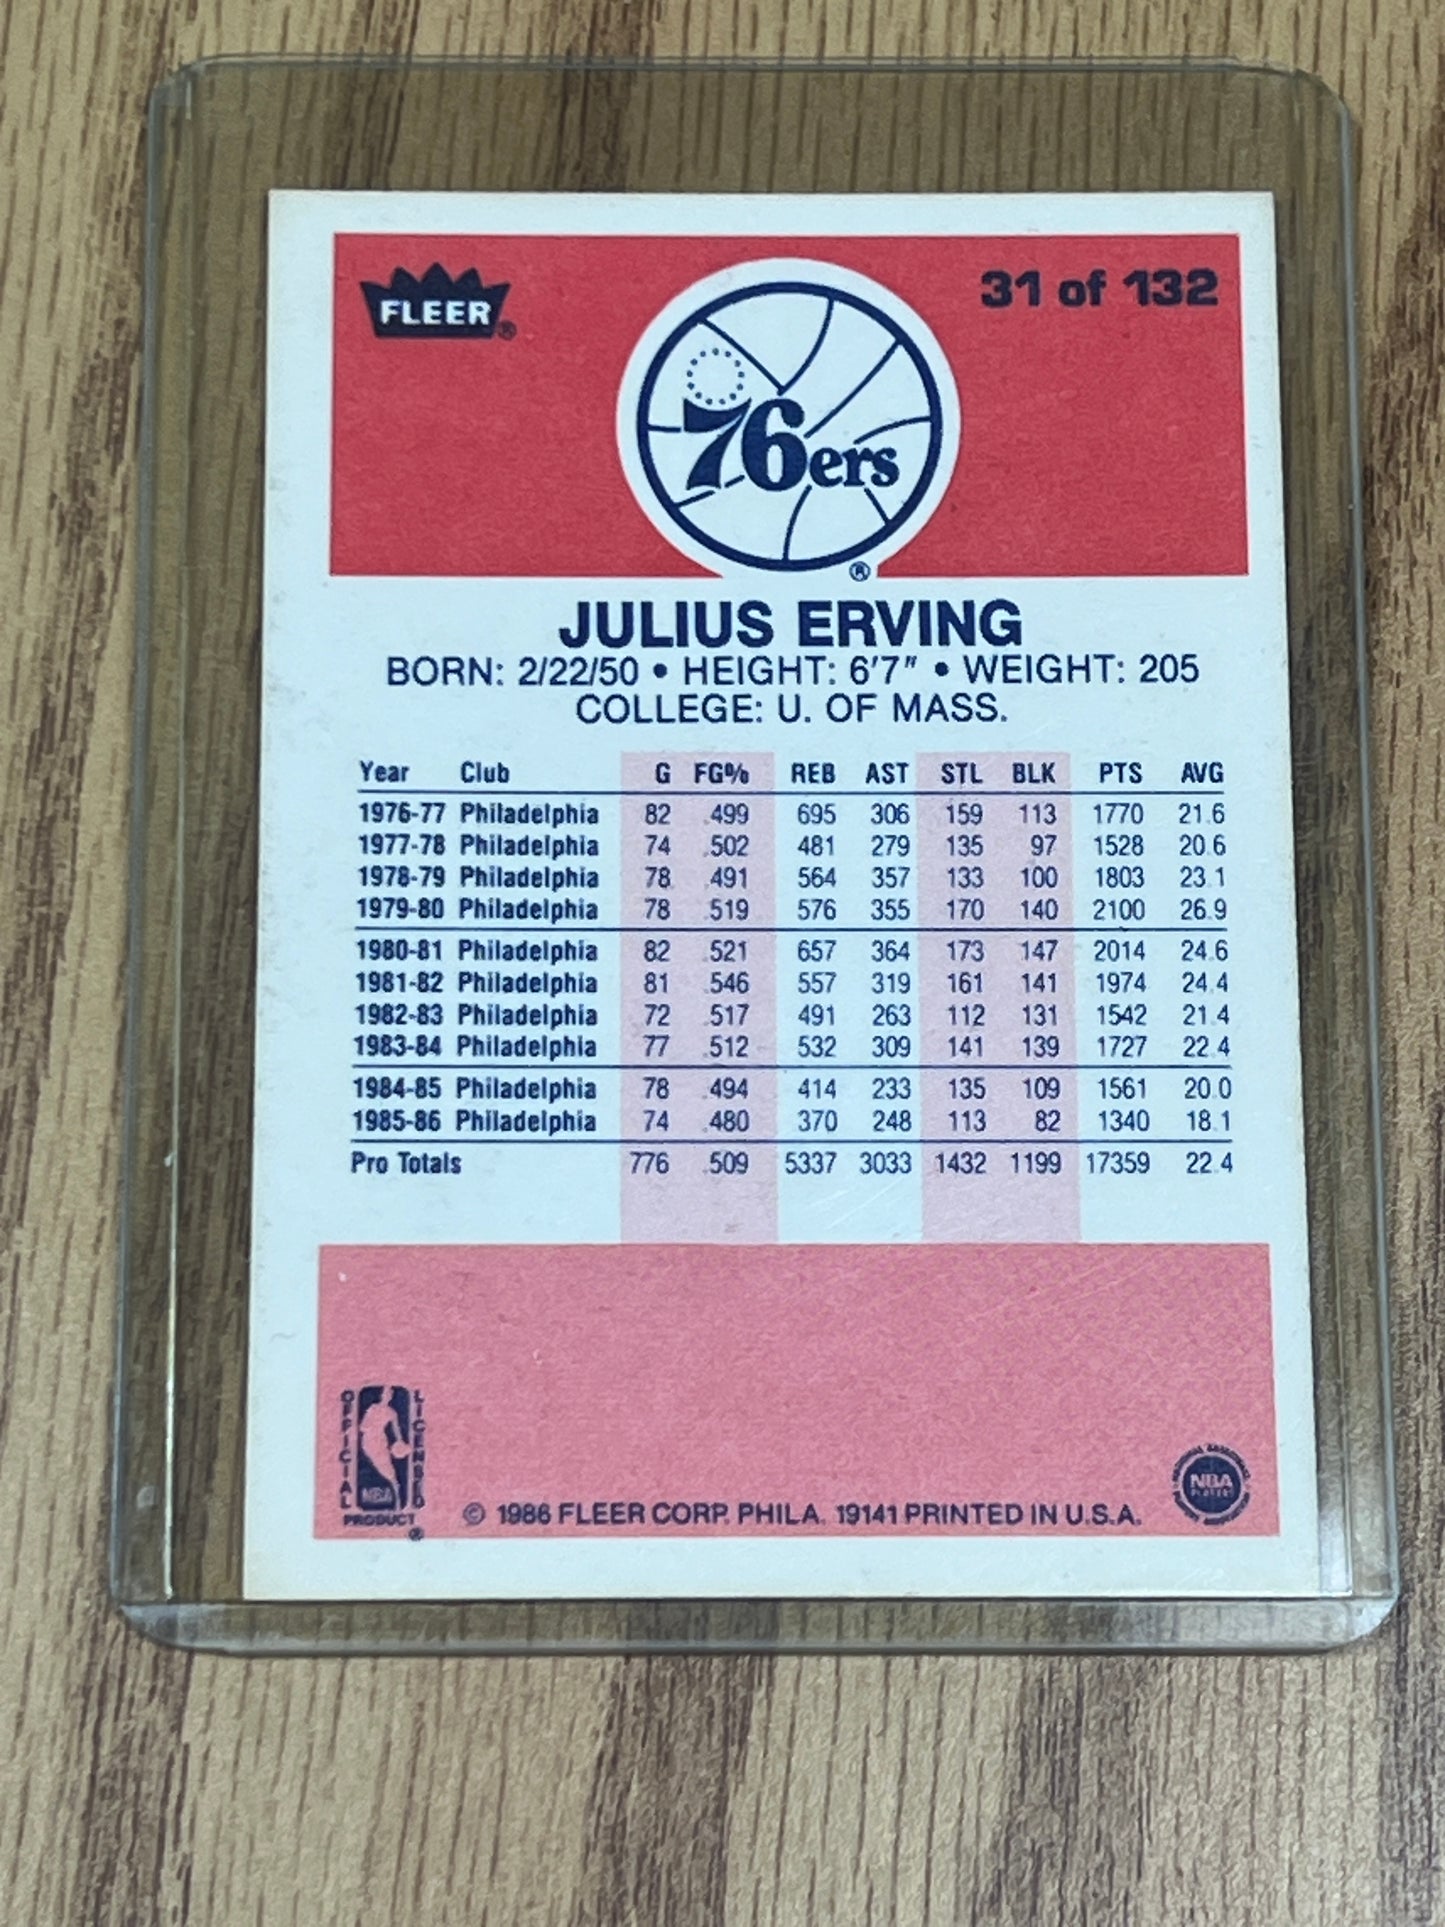 FLEER®
31 of 132
76ers
®
JULIUS ERVING
BORN: 2/22/50 • HEIGHT: 6'7" • WEIGHT: 205
COLLEGE: U. OF MASS.
Year Club G FG% REB AST STL BLK PTS AVG
1976-77 Philadelphia 82 .499 695 306 159 113 1770 21.6
1977-78 Philadelphia 74 .502 481 279 135 97 1528 20.6
1978-79 Philadelphia 78 .491 564 357 133 100 1803 23.1
1979-80 Philadelphia 78 .519 576 355 170 140 2100 26.9
1980-81 Philadelphia 82 .521 657 364 173 147 2014 24.6
1981-82 Philadelphia 81 .546 557 319 161 141 1974 24.4
1982-83 Philadelphia 72 .517 491 263 112 131 1542 21.4
1983-84 Philadelphia 77 .512 532 309 141 139 1727 22.4
1984-85 Philadelphia 78 .494 414 233 135 109 1561 20.0
1985-86 Philadelphia 74 .480 370 248 113 82 1340 18.1
Pro Totals 776 .509 5337 3033 1432 1199 17359 22.4
OFFICIAL
LICENSED
NBA
PRODUCT
®
© 1986 FLEER CORP. PHILA. 19141 PRINTED IN U.S.A.
NBA
PLAYERS